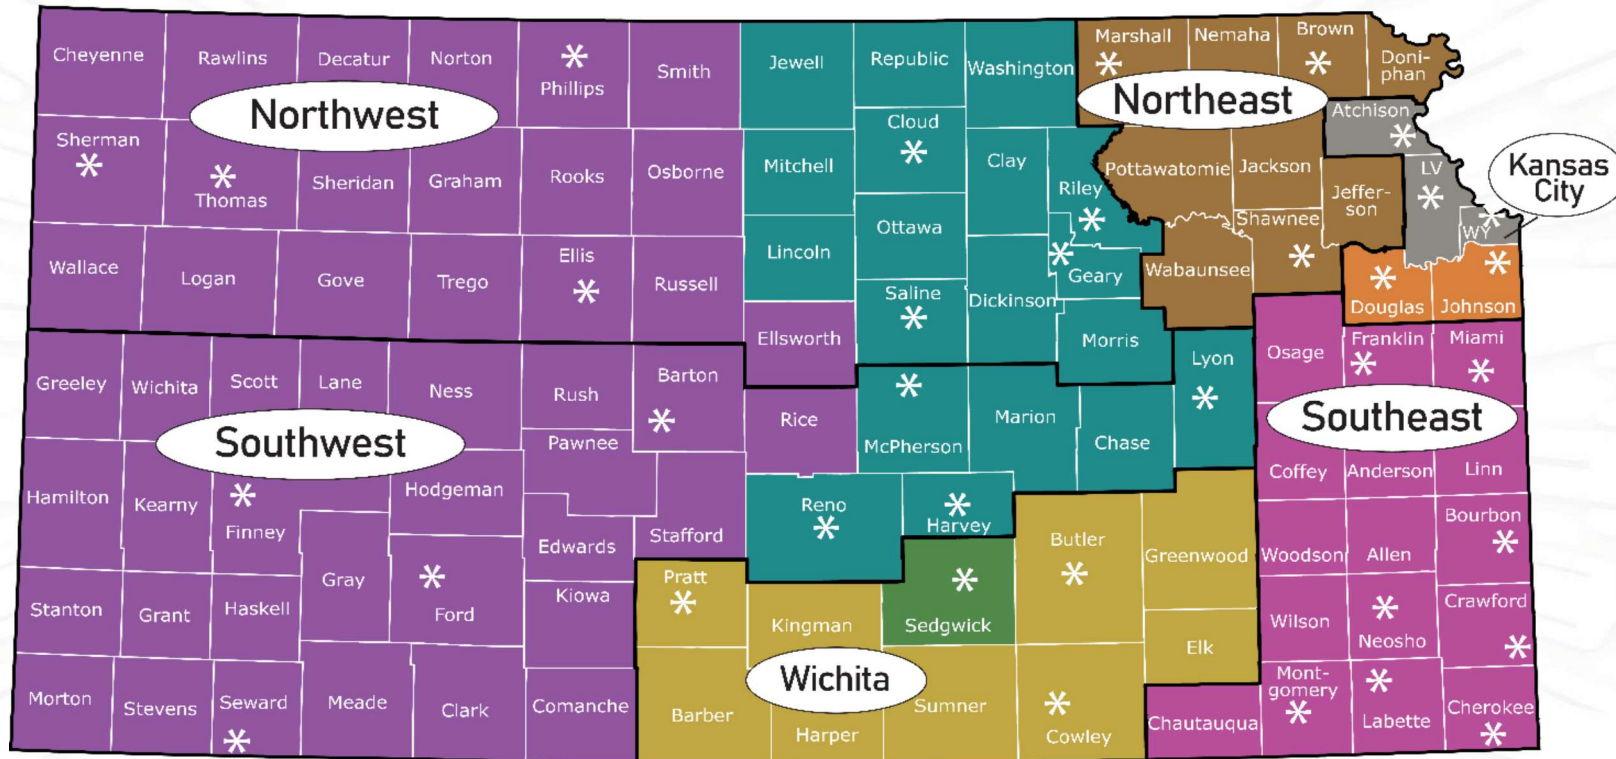 Cheyenne
Rawlins
Decatur
Norton
Phillips
Smith
Jewell
Republic
Washington
Marshall
Nemaha
Brown
Doni-
phan
Northwest
Northeast
Sherman
Thomas
Sheridan
Graham
Rooks
Osborne
Mitchell
Cloud
Clay
Riley
Pottawatomie
Jackson
Atchison
Jeffer-
son
LV
Kansas
City
WY
Wallace
Logan
Gove
Trego
Ellis
Russell
Lincoln
Ottawa
Saline
Dickinson
Geary
Wabaunsee
Shawnee
Douglas
Johnson
Ellsworth
Morris
Lyon
Osage
Franklin
Miami
Greeley
Wichita
Scott
Lane
Ness
Rush
Barton
Rice
McPherson
Marion
Chase
Southwest
Southeast
Pawnee
Coffey
Anderson
Linn
Hamilton
Kearny
Finney
Hodgeman
Edwards
Stafford
Reno
Harvey
Butler
Greenwood
Woodson
Allen
Bourbon
Stanton
Grant
Haskell
Gray
Ford
Kiowa
Pratt
Kingman
Sedgwick
Elk
Wilson
Neosho
Crawford
Morton
Stevens
Seward
Meade
Clark
Comanche
Barber
Wichita
Harper
Sumner
Cowley
Chautauqua
Mont-
gomery
Labette
Cherokee